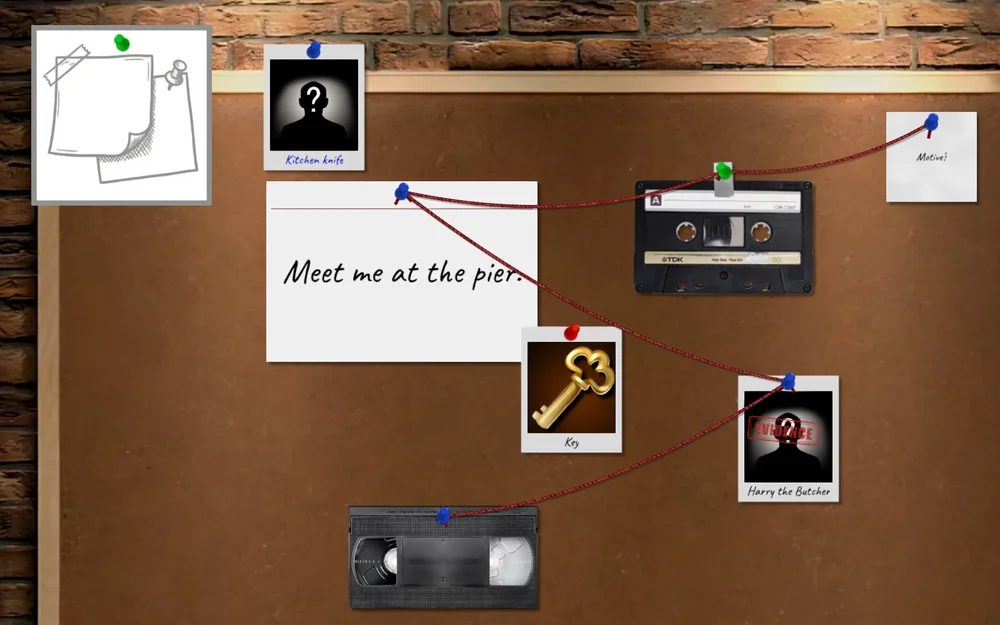 Kitchen knife
Motive?
A
TDK
Meet me at the pier.
Key
EVIDENCE
Harry the Butcher